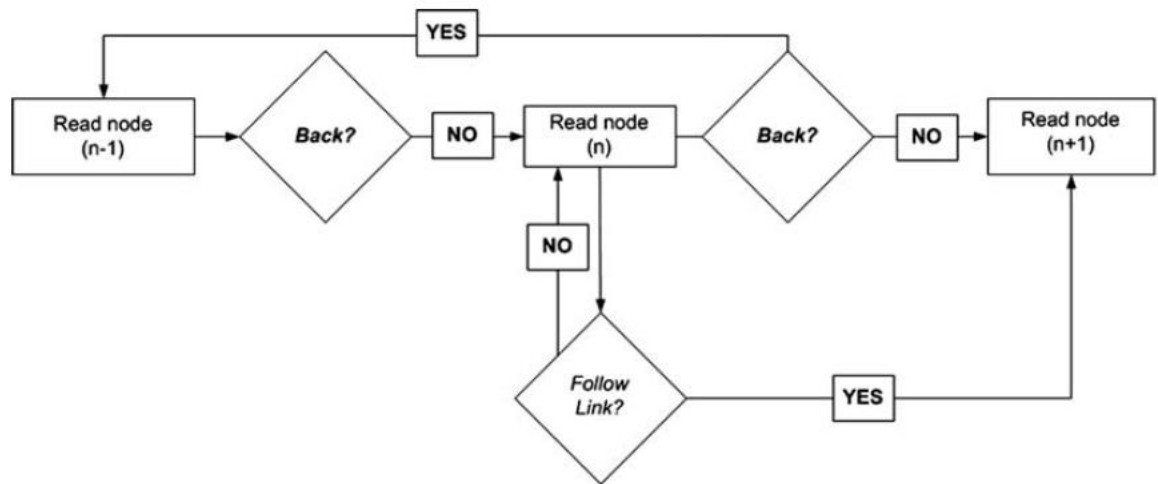 YES
Read node
(n-1)
Back?
NO
Read node
(n)
Back?
NO
Read node
(n+1)
NO
Follow
Link?
YES